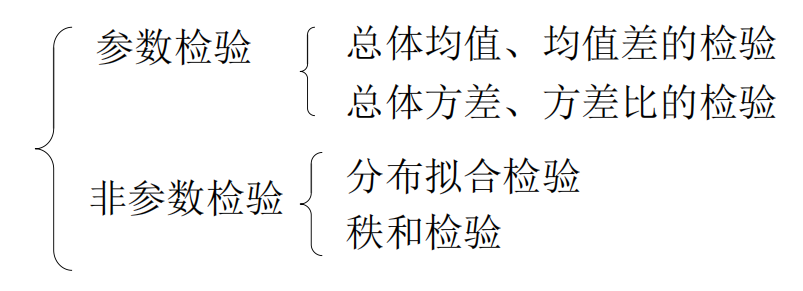 参数检验
总体均值、均值差的检验
总体方差、方差比的检验
非参数检验
分布拟合检验
秩和检验